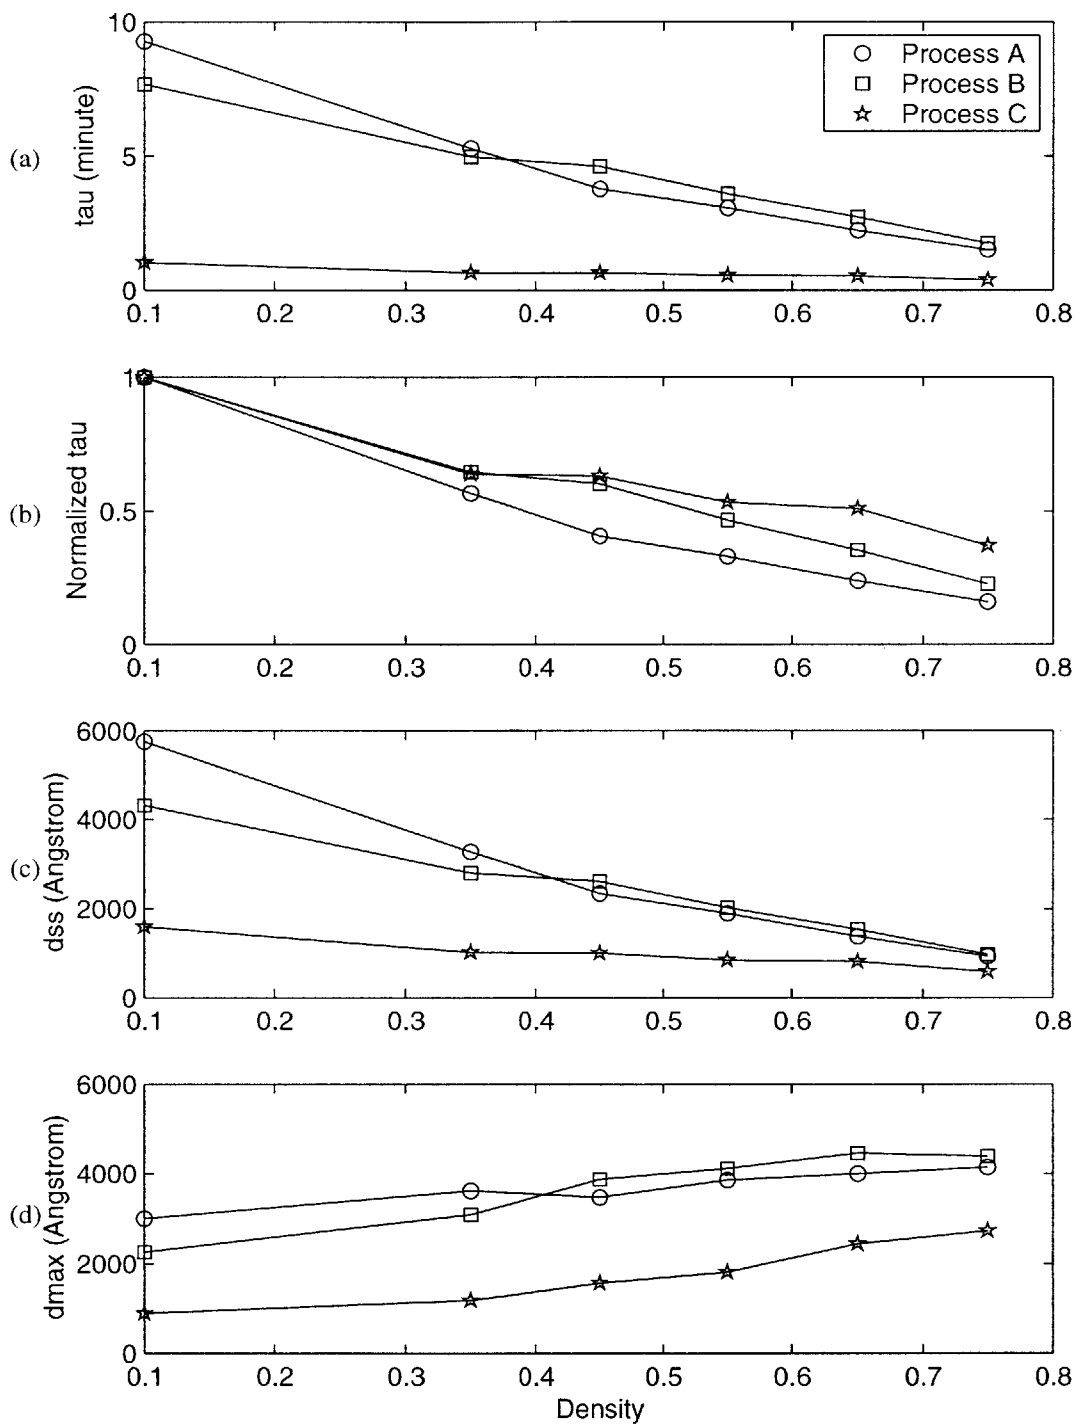 10
Process A
Process B
Process C
(a)
tau (minute)
5
0
0.1 0.2 0.3 0.4 0.5 0.6 0.7 0.8
1
(b)
Normalized tau
0.5
0
0.1 0.2 0.3 0.4 0.5 0.6 0.7 0.8
6000
4000
(c)
dss (Angstrom)
2000
0
0.1 0.2 0.3 0.4 0.5 0.6 0.7 0.8
6000
4000
(d)
dmax (Angstrom)
2000
0
0.1 0.2 0.3 0.4 0.5 0.6 0.7 0.8
Density